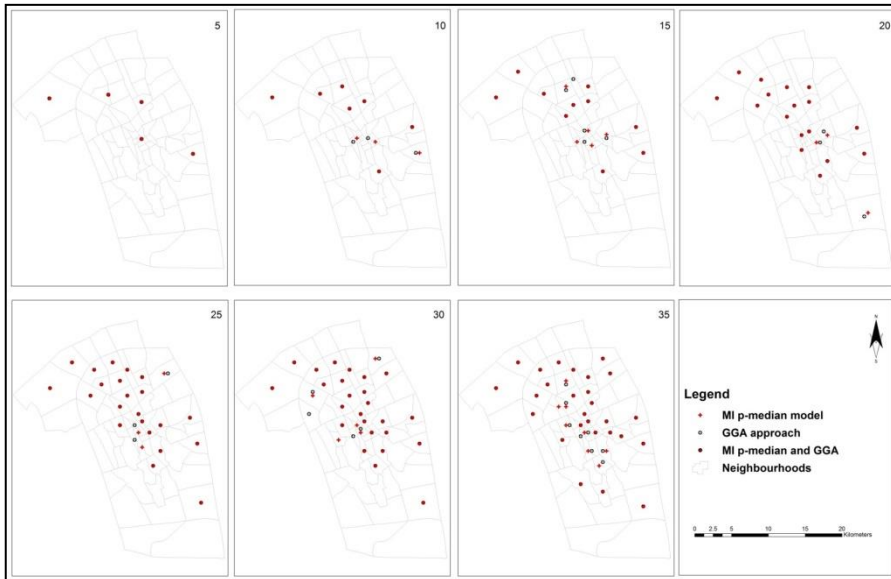 5
10
15
20
25
30
35
N
S
Legend
MI p-median model
GGA approach
MI p-median and GGA
Neighbourhoods
0 2.5 5 10 15 20
Kilometers